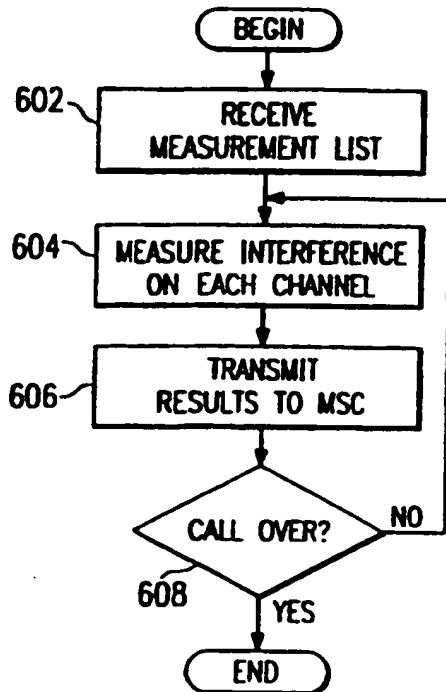 BEGIN
602
RECEIVE
MEASUREMENT LIST
604
MEASURE INTERFERENCE
ON EACH CHANNEL
606
TRANSMIT
RESULTS TO MSC
CALL OVER?
NO
608
YES
END